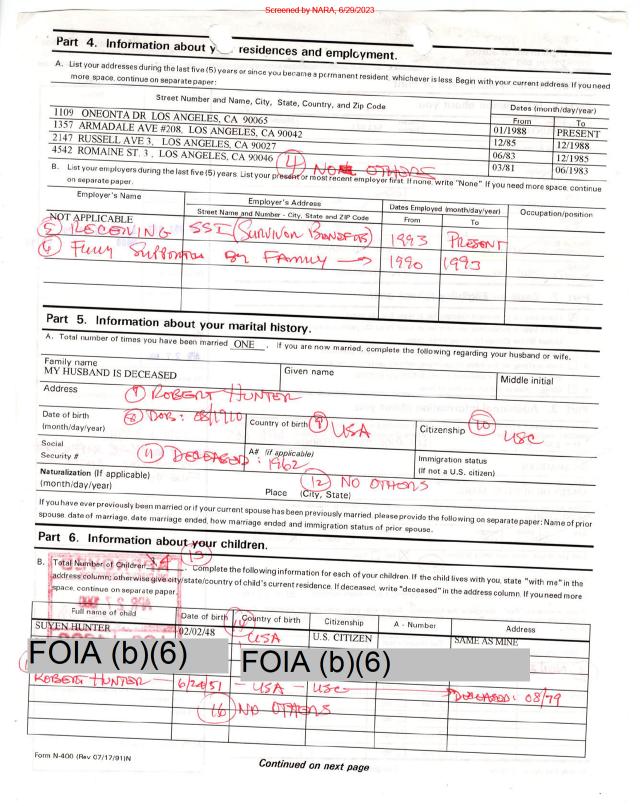 Screened by NARA, 6/29/2023
Part 4. Information about y residences and employment.
A. List your addresses during the last five (5) years or since you became a permanent resident, whichever is less. Begin with your current address. If you need
more space, continue on separate paper:
Street Number and Name, City, State, Country, and Zip Code
Dates (month/day/year)
From To
1109 ONEONTA DR LOS ANGELES, CA 90065 01/1988 PRESENT
1357 ARMADALE AVE #208, LOS ANGELES, CA 90042 12/85 12/1988
2147 RUSSELL AVE 3, LOS ANGELES, CA 90027 06/83 12/1985
4542 ROMAINE ST. 3, LOS ANGELES, CA 90046 03/81 06/1983
4 NO OTHERS
B. List your employers during the last five (5) years. List your present or most recent employer first. If none, write "None" If you need more space, continue
on separate paper.
Employer's Name Employer's Address Dates Employed (month/day/year) Occupation/position
Street Name and Number - City, State and ZIP Code From To
NOT APPLICABLE
5 RECEIVING SSI (SURVIVOR BENEFITS) 1993 PRESENT
6 FULLY SUPPORTED BY FAMILY → 1990 1993
Part 5. Information about your marital history.
A. Total number of times you have been married ONE . If you are now married, complete the following regarding your husband or wife.
Family name Given name Middle initial
MY HUSBAND IS DECEASED
Address 7 ROBERT HUNTER
Date of birth (month/day/year) 8 DOB: 08/1910 Country of birth 9 USA Citizenship 10 USC
Social Security # 11 DECEASED: 1962 A# (if applicable) Immigration status (If not a U.S. citizen)
Naturalization (If applicable) 12 NO OTHERS
(month/day/year) Place (City, State)
If you have ever previously been married or if your current spouse has been previously married, please provide the following on separate paper: Name of prior
spouse, date of marriage, date marriage ended, how marriage ended and immigration status of prior spouse.
Part 6. Information about your children.
13
B. Total Number of Children . Complete the following information for each of your children. If the child lives with you, state "with me" in the
address column; otherwise give city/state/country of child's current residence. If deceased, write "deceased" in the address column. If you need more
space, continue on separate paper.
Full name of child Date of birth Country of birth Citizenship A - Number Address
SUYEN HUNTER 02/02/48 14 USA U.S. CITIZEN SAME AS MINE
FOIA (b)(6) FOIA (b)(6)
ROBERT HUNTER — 6/24/51 — USA — USC DECEASED: 08/79
16 NO OTHERS
Form N-400 (Rev 07/17/91)N
Continued on next page